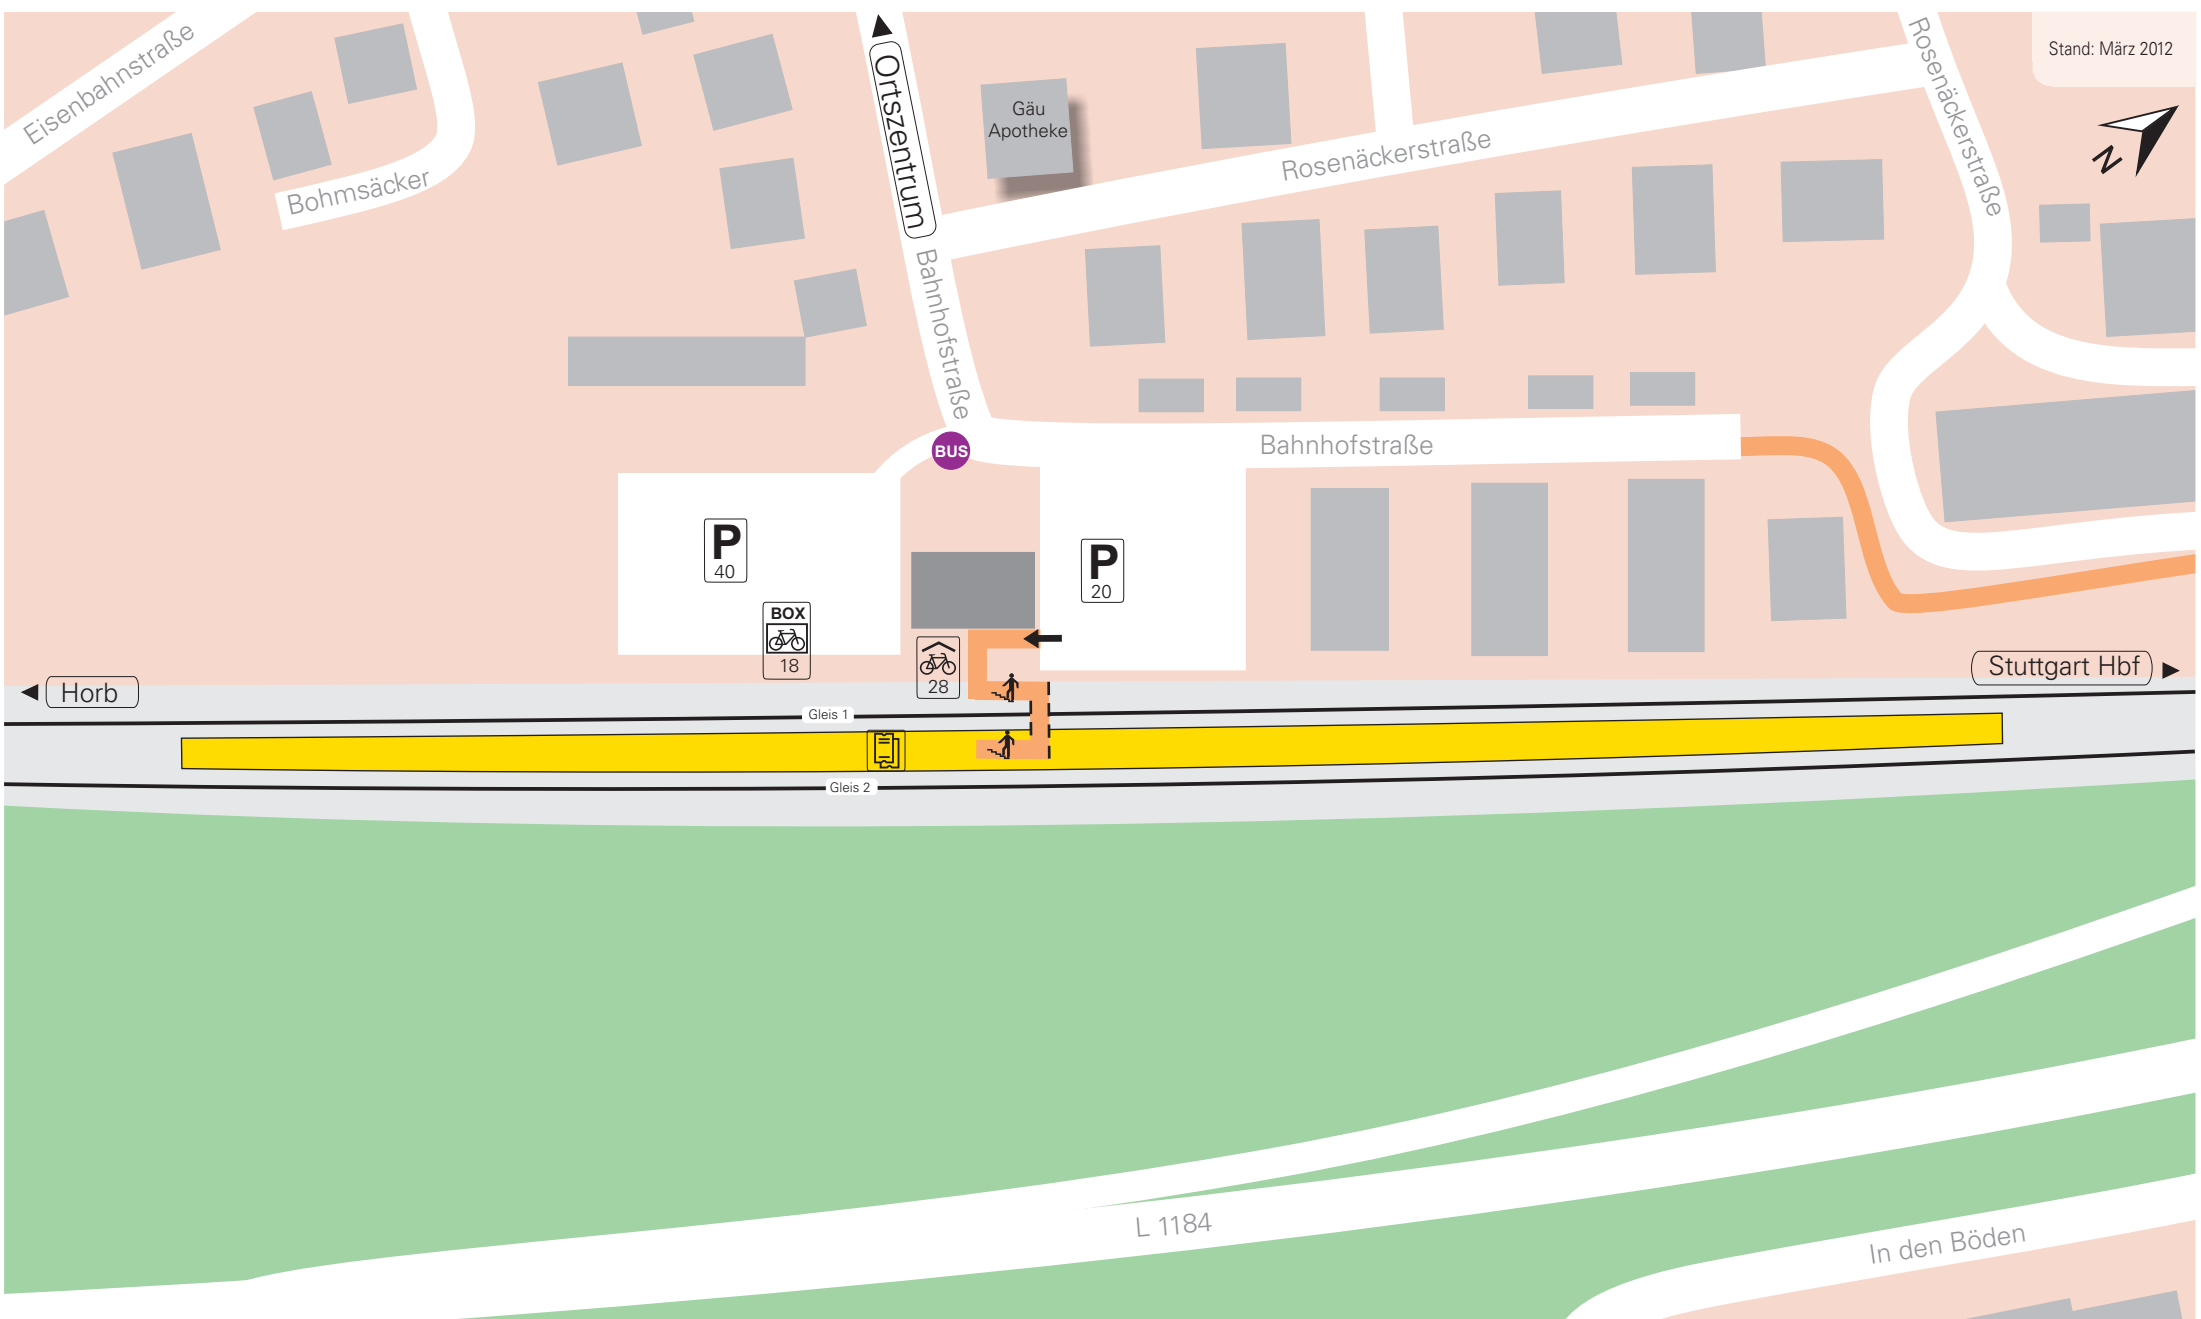 Stand: März 2012
N
Eisenbahnstraße
Bohmsäcker
Ortszentrum
Gäu
Apotheke
Rosenäckerstraße
Rosenäckerstraße
Bahnhofstraße
BUS
Bahnhofstraße
P
40
P
20
BOX
18
28
Horb
Stuttgart Hbf
Gleis 1
Gleis 2
L 1184
In den Böden